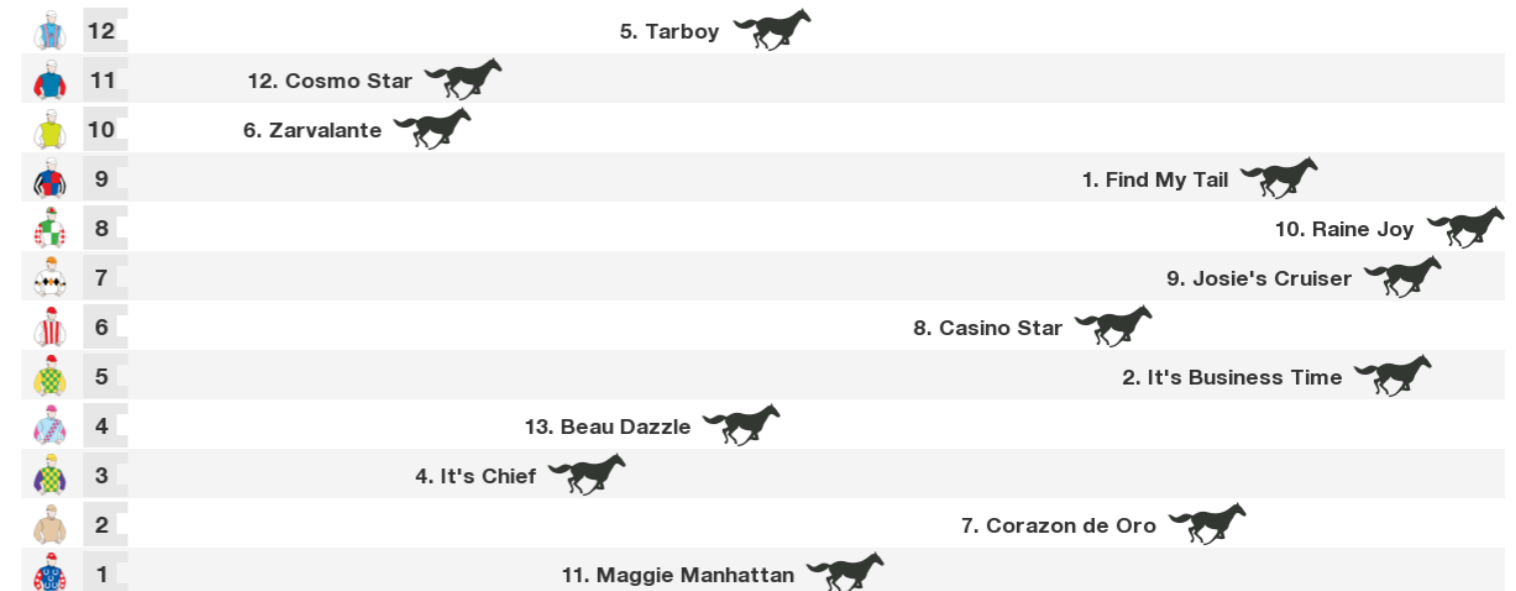 12 5. Tarboy
11 12. Cosmo Star
10 6. Zarvalante
9 1. Find My Tail
8 10. Raine Joy
7 9. Josie's Cruiser
6 8. Casino Star
5 2. It's Business Time
4 13. Beau Dazzle
3 4. It's Chief
2 7. Corazon de Oro
1 11. Maggie Manhattan